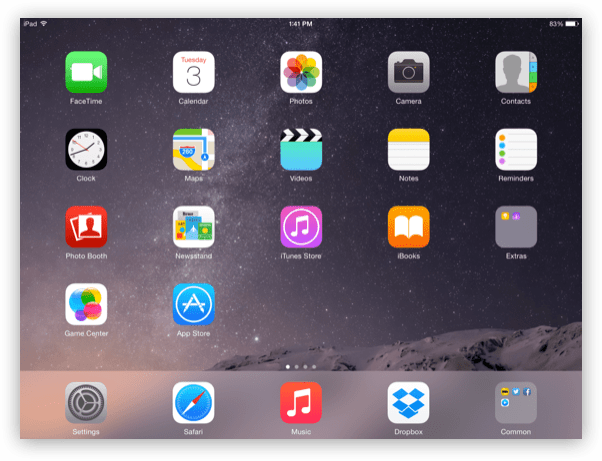 iPad 1:41 PM 83%
Tuesday
3
FaceTime Calendar Photos Camera Contacts
280
Clock Maps Videos Notes Reminders
Photo Booth Newsstand iTunes Store iBooks Extras
Game Center App Store
Settings Safari Music Dropbox Common